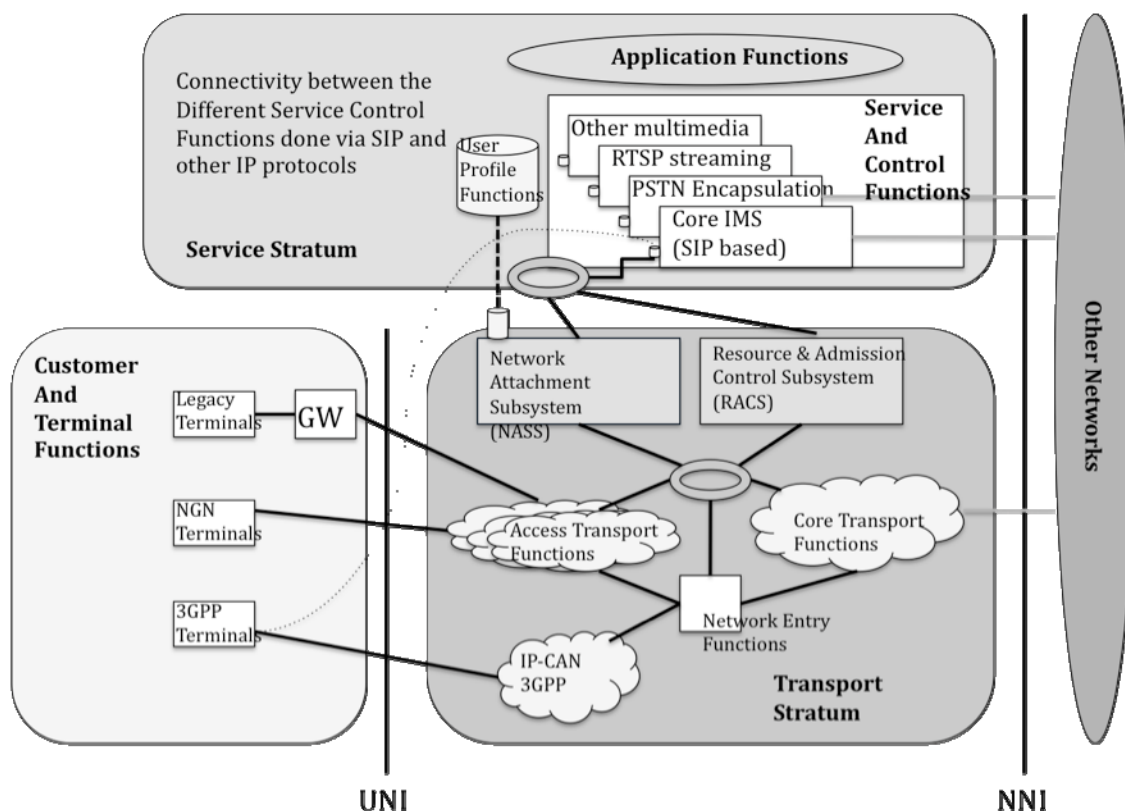 Application Functions
Connectivity between the
Different Service Control
Functions done via SIP and
other IP protocols
Service Stratum
User
Profile
Functions
Service
And
Control
Functions
Other multimedia
RTSP streaming
PSTN Encapsulation
Core IMS
(SIP based)
Customer
And
Terminal
Functions
Legacy
Terminals
GW
NGN
Terminals
3GPP
Terminals
Network
Attachment
Subsystem
(NASS)
Resource & Admission
Control Subsystem
(RACS)
Access Transport
Functions
Core Transport
Functions
Network Entry
Functions
IP-CAN
3GPP
Transport
Stratum
Other Networks
UNI
NNI